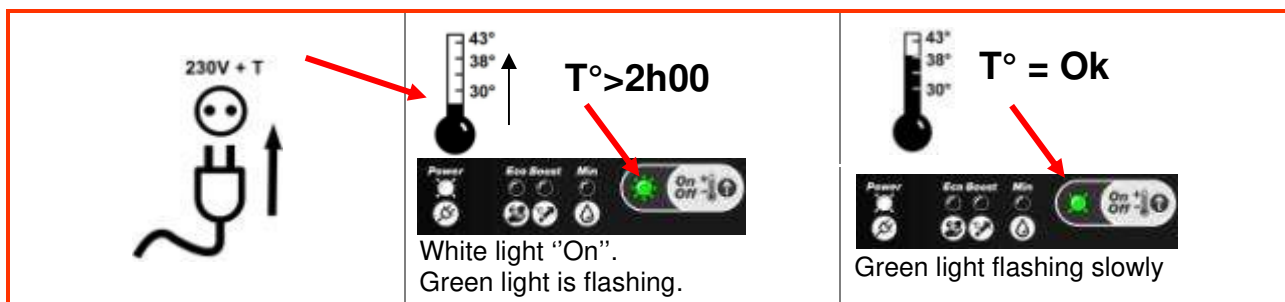 230V + T
43°
38°
30°
T°>2h00
Power
Eco Boost
Min
On
Off
White light ‘’On’’.
Green light is flashing.
43°
38°
30°
T° = Ok
Power
Eco Boost
Min
On
Off
Green light flashing slowly